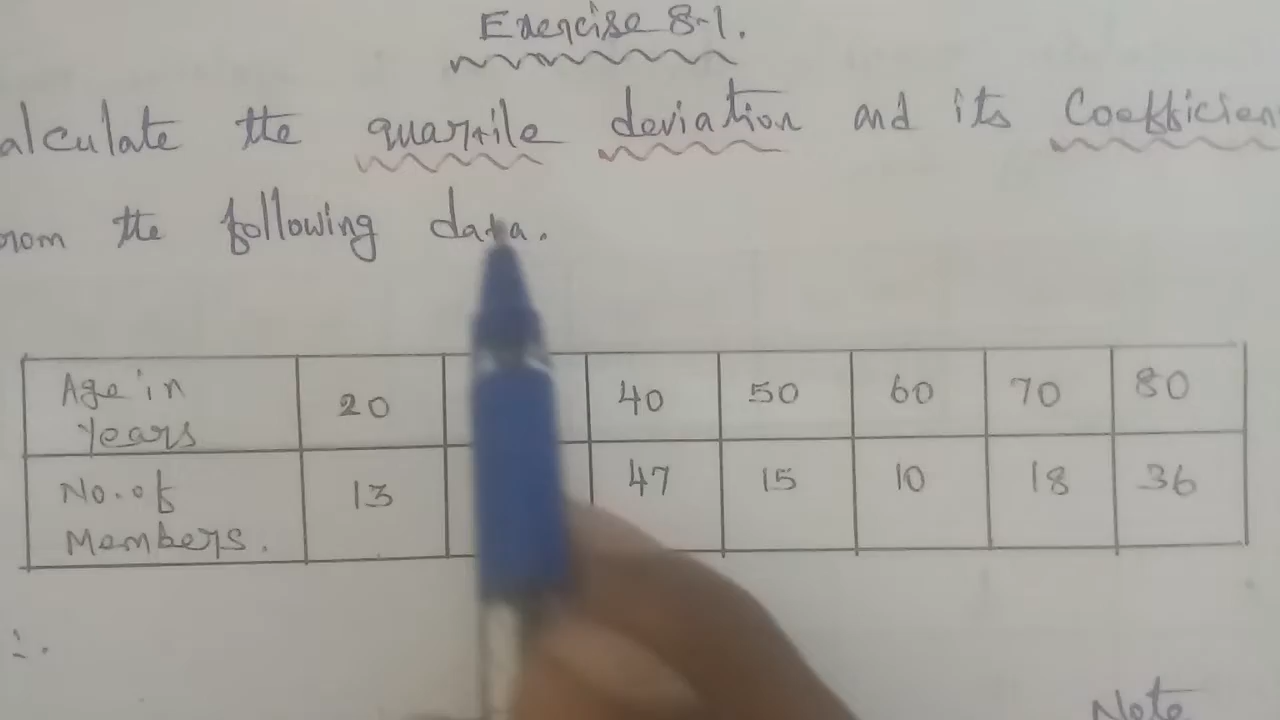 Exercise 8-1.
alculate the quartile deviation and its Coefficien
rom the following data.
Age in Years 20 40 50 60 70 80
No. of Members. 13 47 15 10 18 36
:.
Note